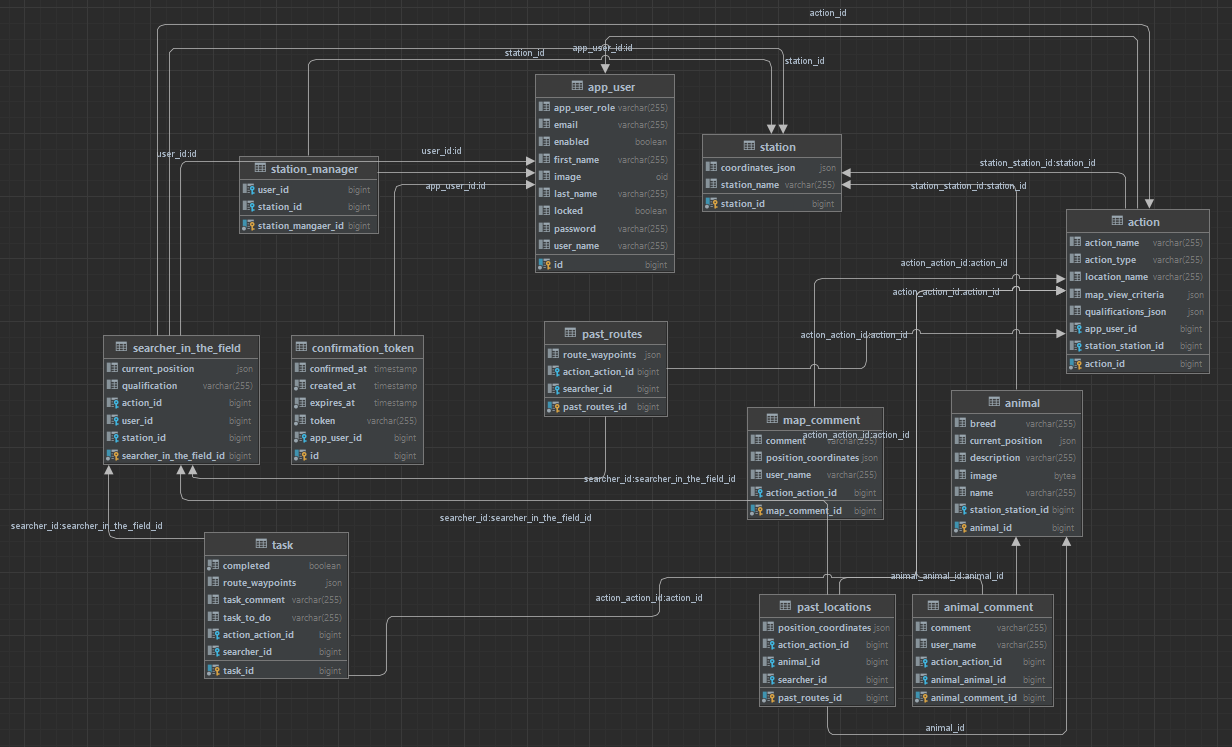 action_id
app_user_id:id
station_id
station_id
app_user
app_user_role varchar(255)
email varchar(255)
enabled boolean
first_name varchar(255)
image oid
last_name varchar(255)
locked boolean
password varchar(255)
user_name varchar(255)
id bigint
station
coordinates_json json
station_name varchar(255)
station_id bigint
user_id:id
user_id:id
app_user_id:id
station_manager
user_id bigint
station_id bigint
station_mangaer_id bigint
station_station_id:station_id
station_station_id:station_id
action
action_name varchar(255)
action_type varchar(255)
location_name varchar(255)
map_view_criteria json
qualifications_json json
app_user_id bigint
station_station_id bigint
action_id bigint
action_action_id:action_id
action_action_id:action_id
action_action_id:action_id
searcher_in_the_field
current_position json
qualification varchar(255)
action_id bigint
user_id bigint
station_id bigint
searcher_in_the_field_id bigint
confirmation_token
confirmed_at timestamp
created_at timestamp
expires_at timestamp
token varchar(255)
app_user_id bigint
id bigint
past_routes
route_waypoints json
action_action_id bigint
searcher_id bigint
past_routes_id bigint
map_comment
comment varchar(255)
action_action_id:action_id
position_coordinates json
user_name varchar(255)
action_action_id bigint
map_comment_id bigint
animal
breed varchar(255)
current_position json
description varchar(255)
image bytea
name varchar(255)
station_station_id bigint
animal_id bigint
searcher_id:searcher_in_the_field_id
searcher_id:searcher_in_the_field_id
searcher_id:searcher_in_the_field_id
task
completed boolean
route_waypoints json
task_comment varchar(255)
task_to_do varchar(255)
action_action_id bigint
searcher_id bigint
task_id bigint
action_action_id:action_id
animal_animal_id:animal_id
past_locations
position_coordinates json
action_action_id bigint
animal_id bigint
searcher_id bigint
past_routes_id bigint
animal_comment
comment varchar(255)
user_name varchar(255)
action_action_id bigint
animal_animal_id bigint
animal_comment_id bigint
animal_id